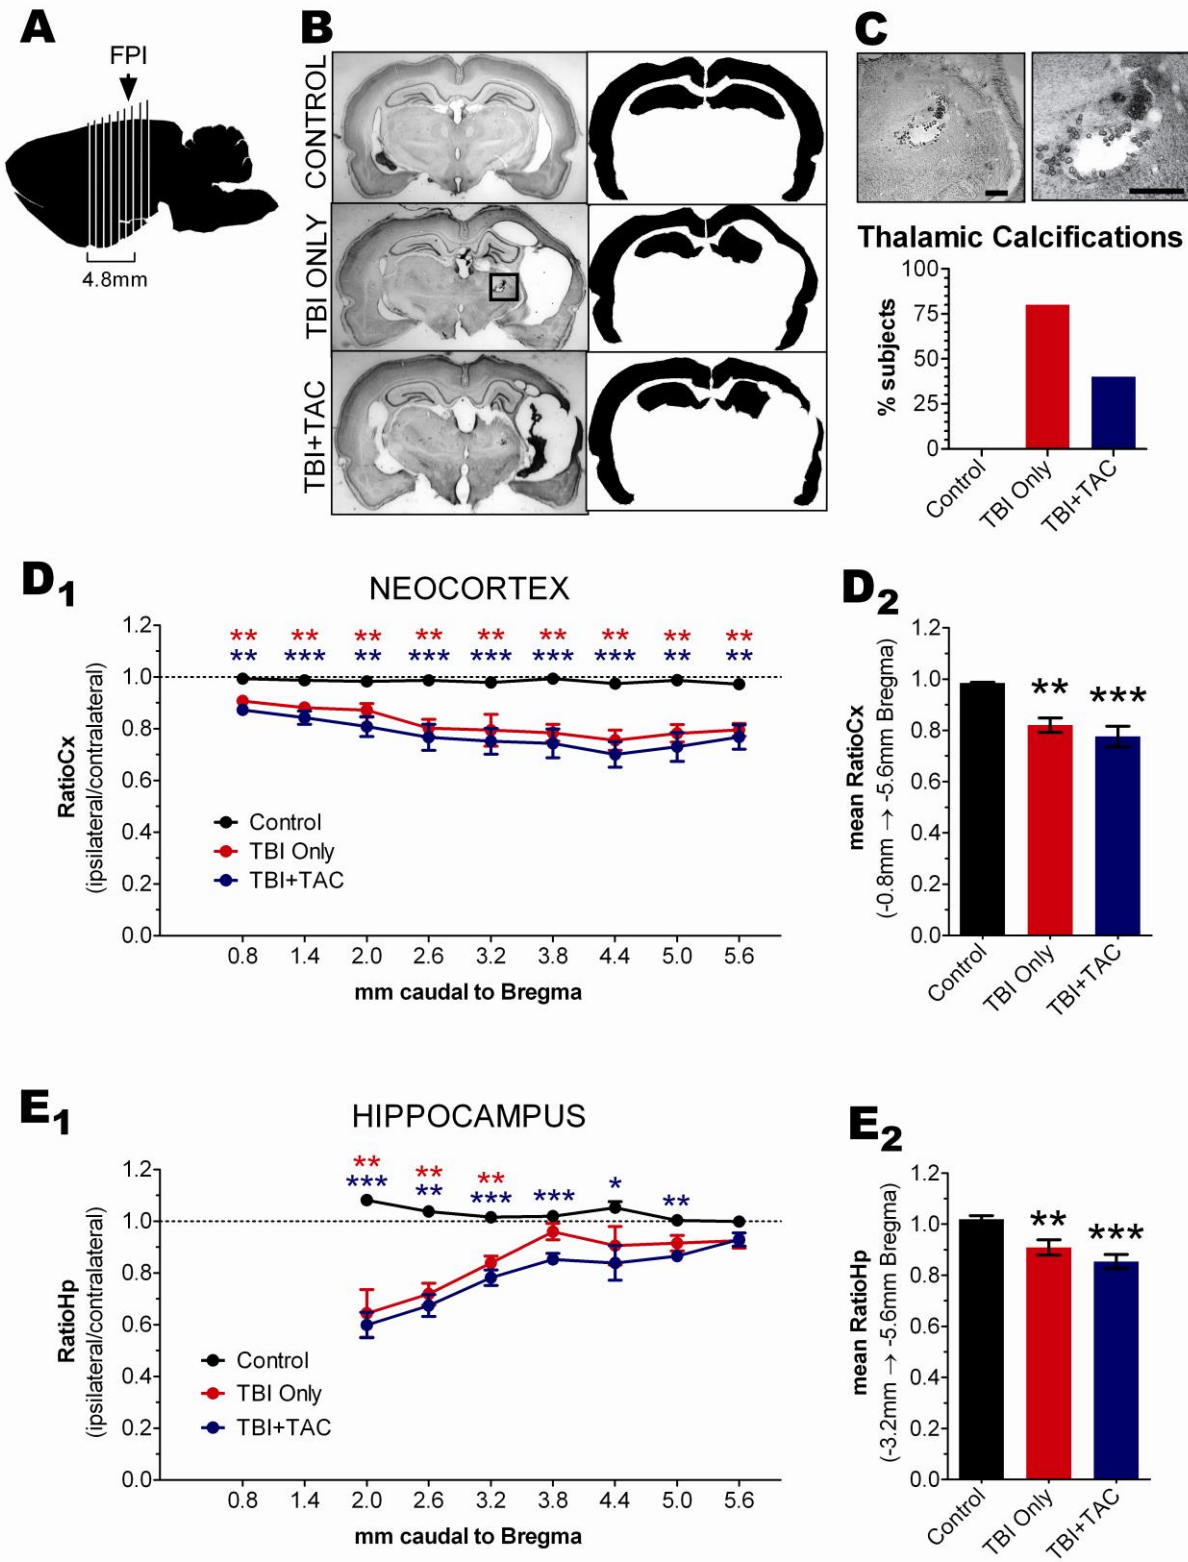 A
FPI
4.8mm
B
CONTROL
TBI ONLY
TBI+TAC
C
Thalamic Calcifications
% subjects
100
75
50
25
0
Control
TBI Only
TBI+TAC
D1
NEOCORTEX
** ** ** ** ** ** ** ** **
** *** ** *** *** *** *** ** **
RatioCx
(ipsilateral/contralateral)
1.2
1.0
0.8
0.6
0.4
0.2
0.0
Control
TBI Only
TBI+TAC
0.8 1.4 2.0 2.6 3.2 3.8 4.4 5.0 5.6
mm caudal to Bregma
D2
mean RatioCx
(-0.8mm → -5.6mm Bregma)
1.2
1.0
0.8
0.6
0.4
0.2
0.0
** ***
Control
TBI Only
TBI+TAC
E1
HIPPOCAMPUS
** ** **
*** ** *** *** * **
RatioHp
(ipsilateral/contralateral)
1.2
1.0
0.8
0.6
0.4
0.2
0.0
Control
TBI Only
TBI+TAC
0.8 1.4 2.0 2.6 3.2 3.8 4.4 5.0 5.6
mm caudal to Bregma
E2
mean RatioHp
(-3.2mm → -5.6mm Bregma)
1.2
1.0
0.8
0.6
0.4
0.2
0.0
** ***
Control
TBI Only
TBI+TAC